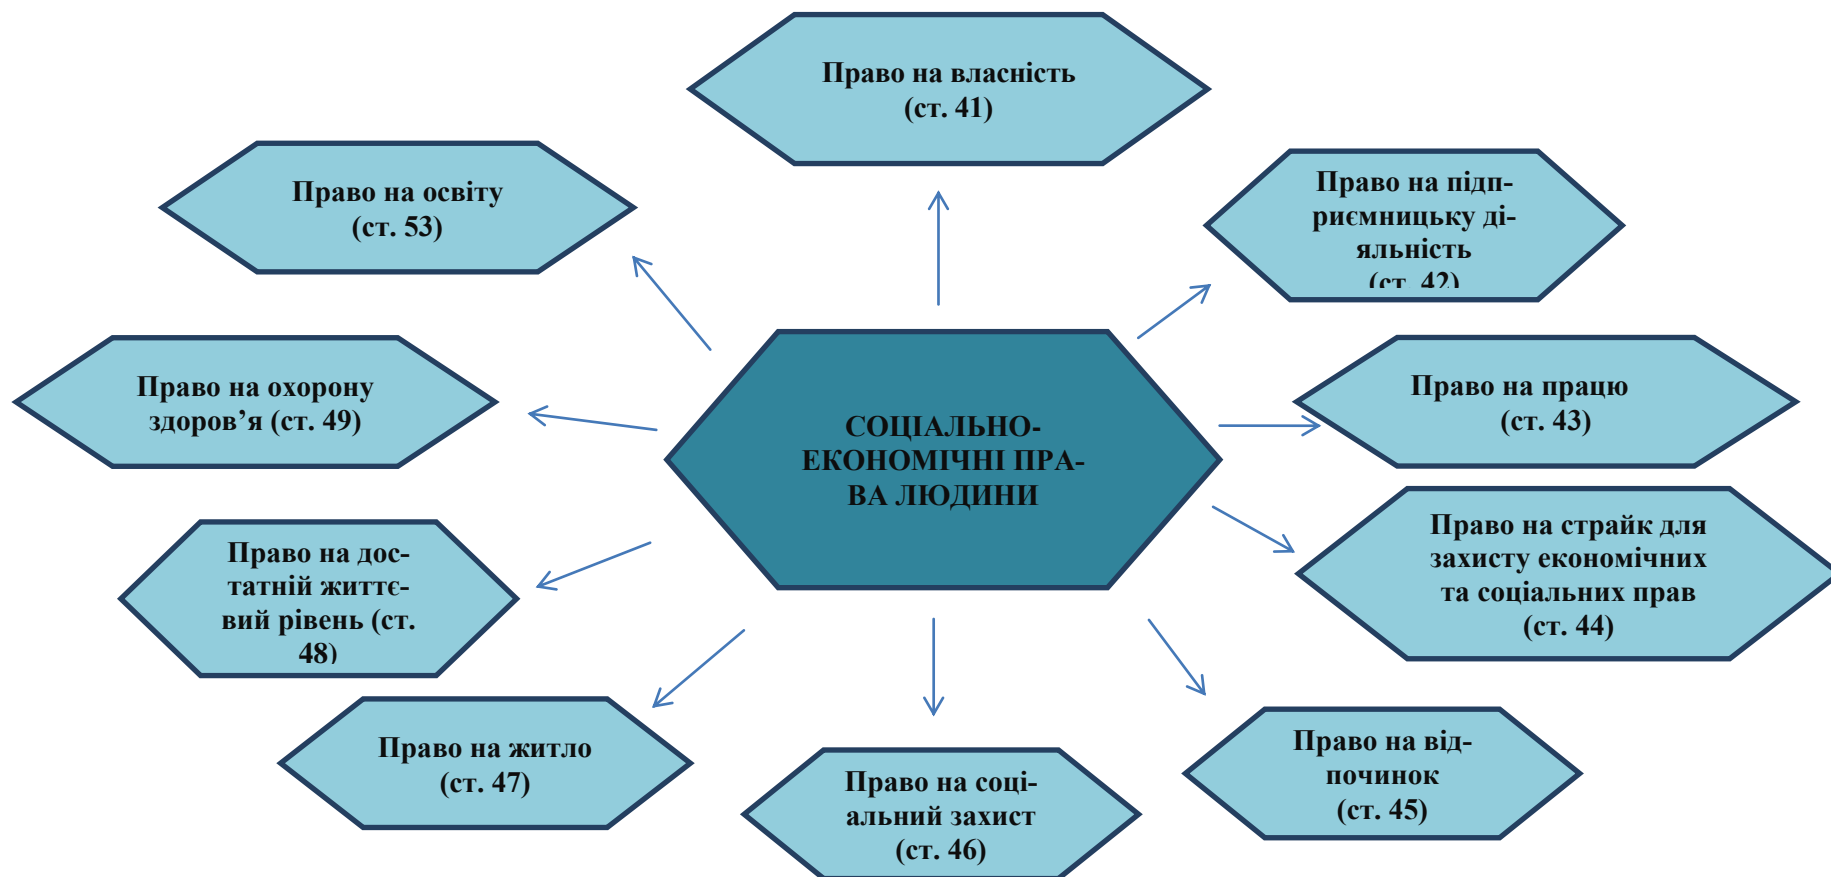 Право на власність
(ст. 41)
Право на освіту
(ст. 53)
Право на підп-
риємницьку ді-
яльність
(ст. 42)
Право на охорону
здоров’я (ст. 49)
Право на працю
(ст. 43)
СОЦІАЛЬНО-
ЕКОНОМІЧНІ ПРА-
ВА ЛЮДИНИ
Право на страйк для
захисту економічних
та соціальних прав
(ст. 44)
Право на дос-
татній життє-
вий рівень (ст.
48)
Право на житло
(ст. 47)
Право на соці-
альний захист
(ст. 46)
Право на від-
починок
(ст. 45)